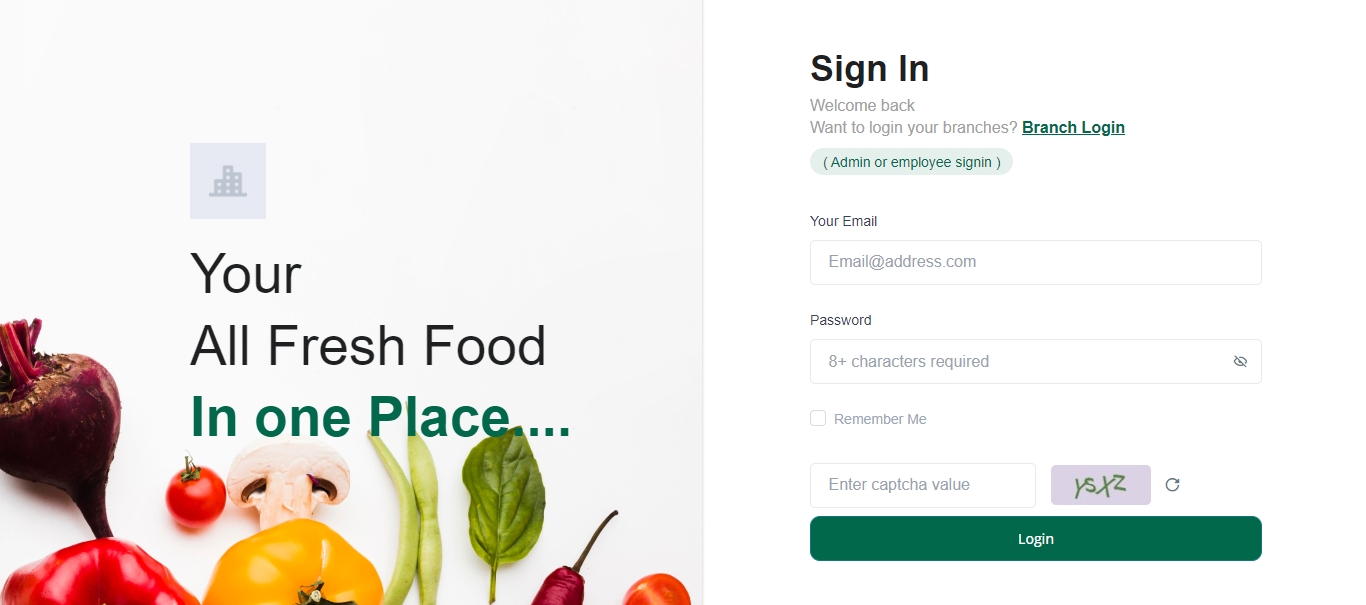 Your
All Fresh Food
In one Place....
Sign In
Welcome back
Want to login your branches? Branch Login
( Admin or employee signin )
Your Email
Email@address.com
Password
8+ characters required
Remember Me
Enter captcha value
Login